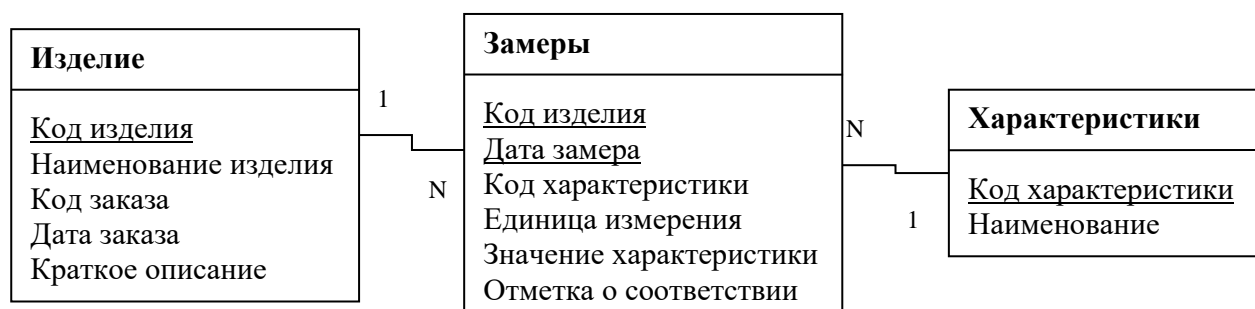 Изделие
Код изделия
Наименование изделия
Код заказа
Дата заказа
Краткое описание
1
N
Замеры
Код изделия
Дата замера
Код характеристики
Единица измерения
Значение характеристики
Отметка о соответствии
N
1
Характеристики
Код характеристики
Наименование